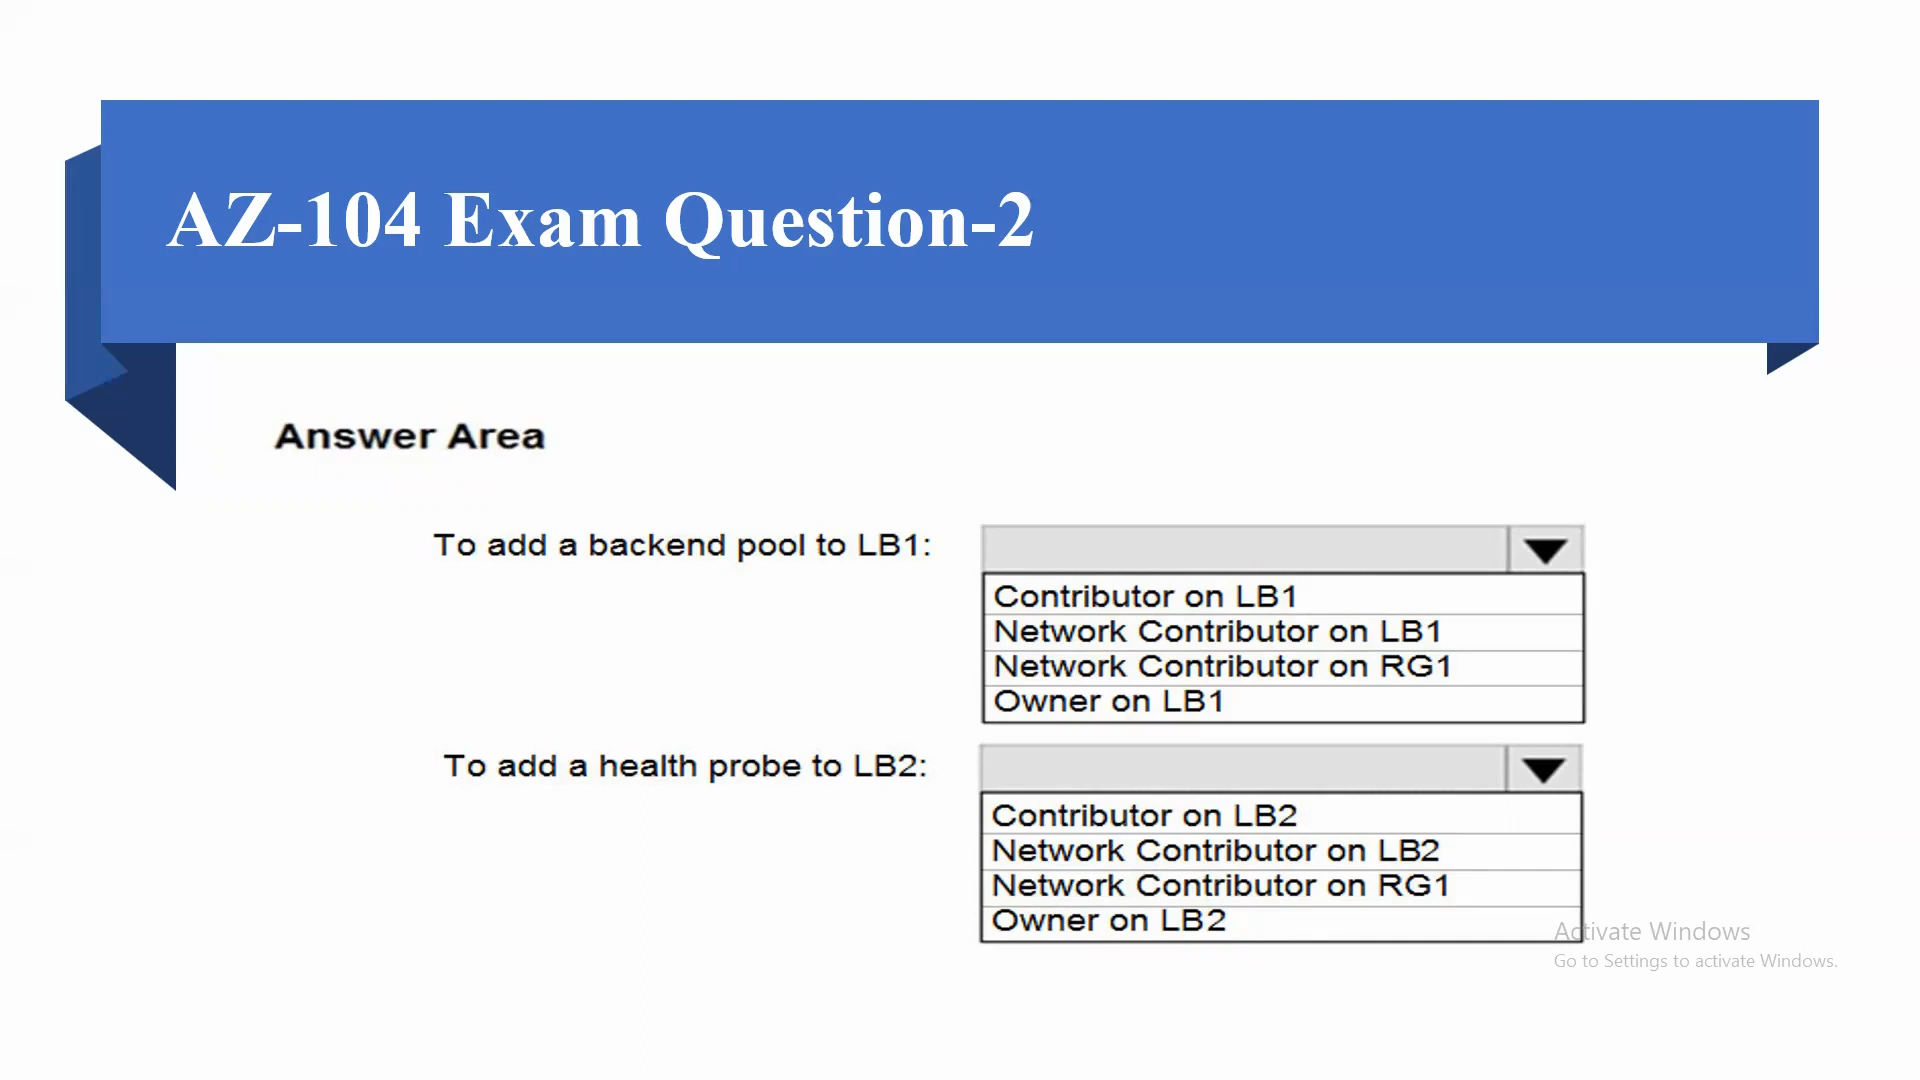 AZ-104 Exam Question-2
Answer Area
To add a backend pool to LB1:
Contributor on LB1
Network Contributor on LB1
Network Contributor on RG1
Owner on LB1
To add a health probe to LB2:
Contributor on LB2
Network Contributor on LB2
Network Contributor on RG1
Owner on LB2
Activate Windows
Go to Settings to activate Windows.